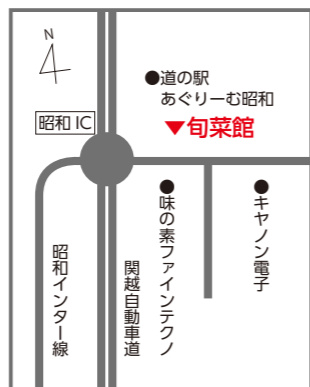 N
●道の駅
あぐりーむ昭和
▼旬菜館
昭和 IC
昭和インター線
関越自動車道
●味の素ファインテクノ
●キヤノン電子